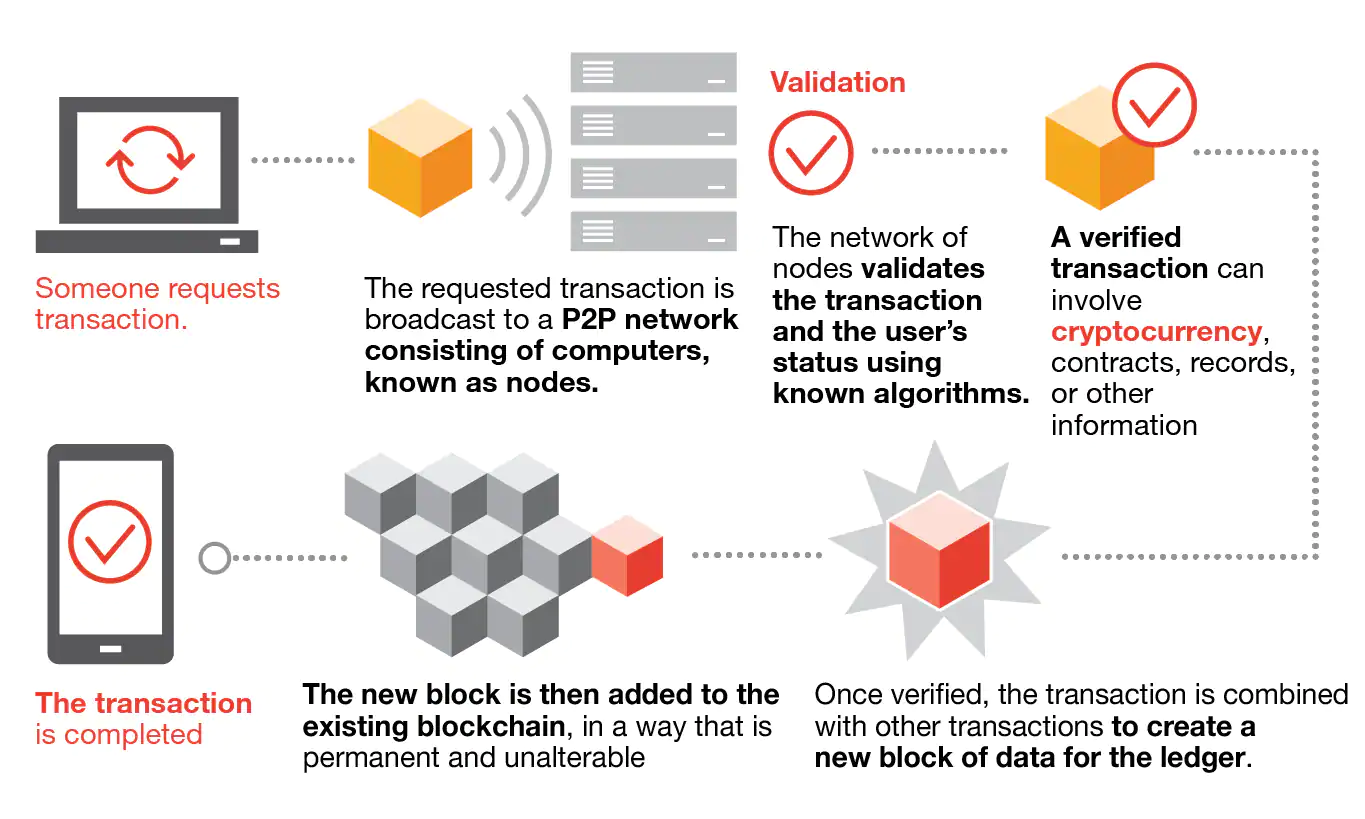 Someone requests
transaction.
The requested transaction is
broadcast to a P2P network
consisting of computers,
known as nodes.
Validation
The network of
nodes validates
the transaction
and the user’s
status using
known algorithms.
A verified
transaction can
involve
cryptocurrency,
contracts, records,
or other
information
Once verified, the transaction is combined
with other transactions to create a
new block of data for the ledger.
The new block is then added to the
existing blockchain, in a way that is
permanent and unalterable
The transaction
is completed